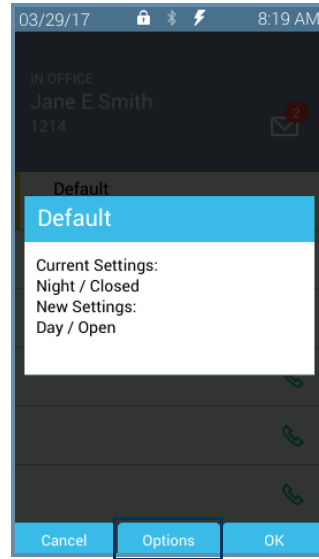 03/29/17 8:19 AM
IN OFFICE
Jane E Smith
1214
2
Default
Default
Current Settings:
Night / Closed
New Settings:
Day / Open
Cancel Options OK